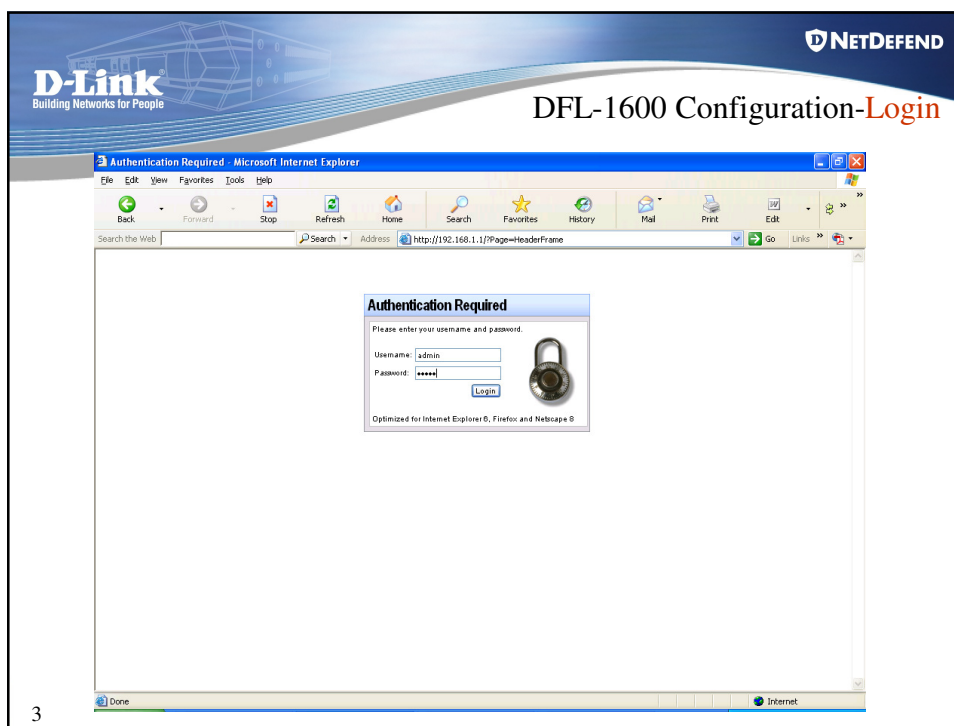 NETDEFEND
D-Link®
Building Networks for People
DFL-1600 Configuration-Login
Authentication Required - Microsoft Internet Explorer
File Edit View Favorites Tools Help
Back Forward Stop Refresh Home Search Favorites History Mail Print Edit »
Search the Web Search Address http://192.168.1.1/?Page=HeaderFrame Go Links »
Authentication Required
Please enter your username and password.
Username: admin
Password: •••••
Login
Optimized for Internet Explorer 6, Firefox and Netscape 8
Done Internet
3